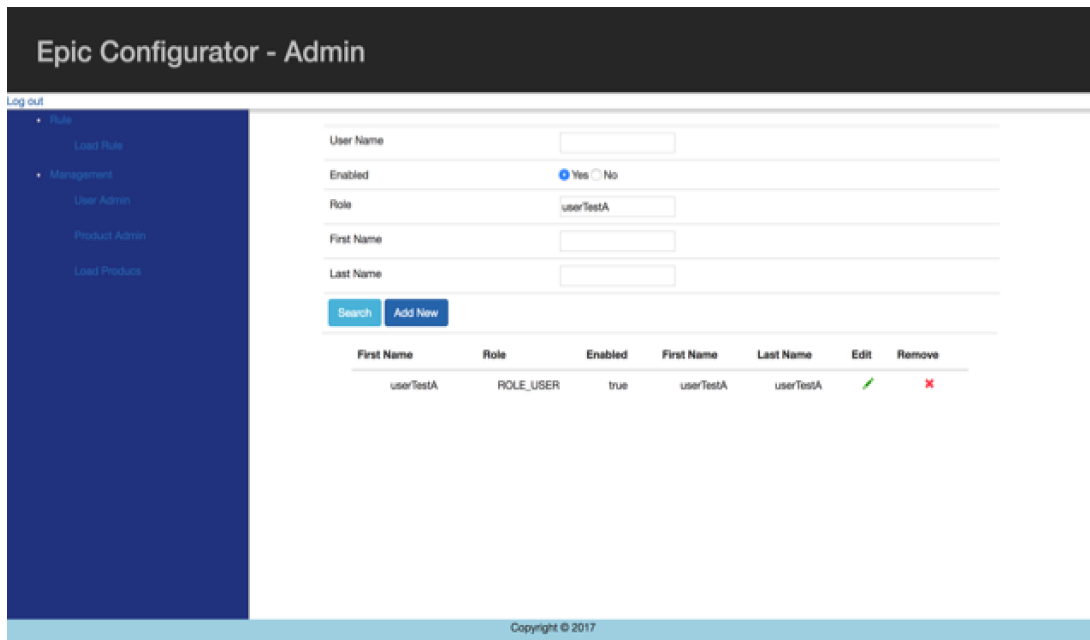 Epic Configurator - Admin
Log out
Rule
Load Rule
Management
User Admin
Product Admin
Load Producs
User Name
Enabled Yes No
Role userTestA
First Name
Last Name
Search Add New
First Name Role Enabled First Name Last Name Edit Remove
userTestA ROLE_USER true userTestA userTestA
Copyright © 2017